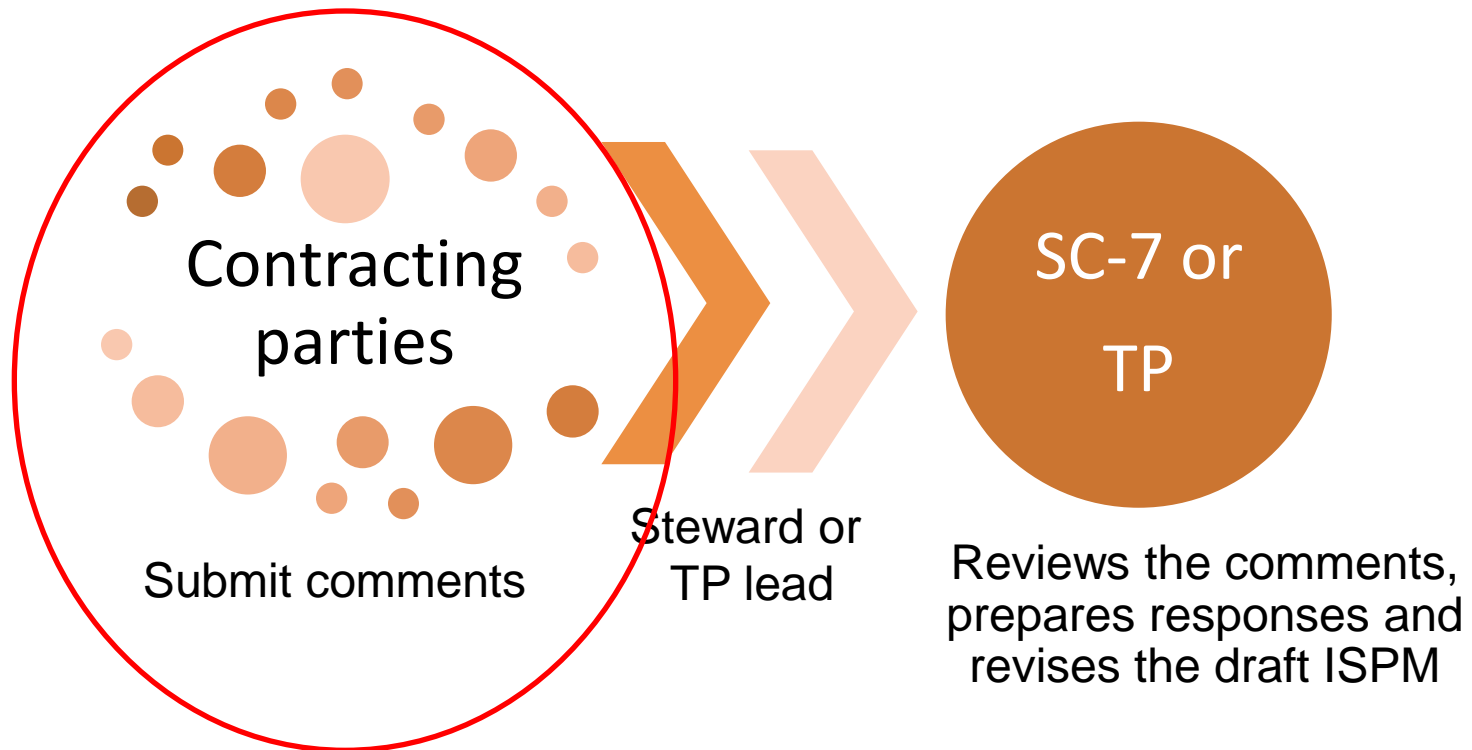 Contracting
parties
Submit comments
Steward or
TP lead
SC-7 or
TP
Reviews the comments,
prepares responses and
revises the draft ISPM